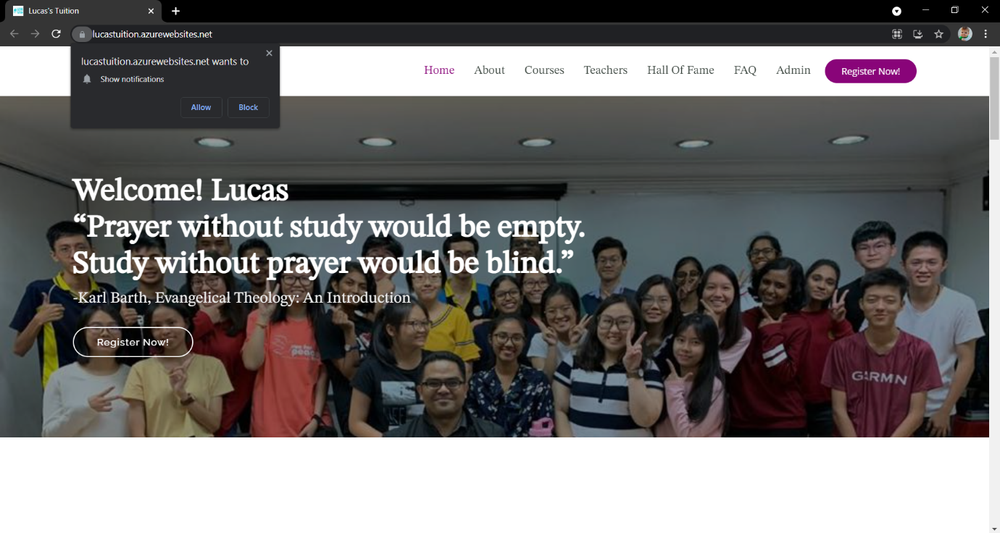 Lucas's Tuition
lucastuition.azurewebsites.net
lucastuition.azurewebsites.net wants to
Show notifications
Allow Block
Home About Courses Teachers Hall Of Fame FAQ Admin Register Now!
Welcome! Lucas
“Prayer without study would be empty.
Study without prayer would be blind.”
-Karl Barth, Evangelical Theology: An Introduction
Register Now!
GARMIN